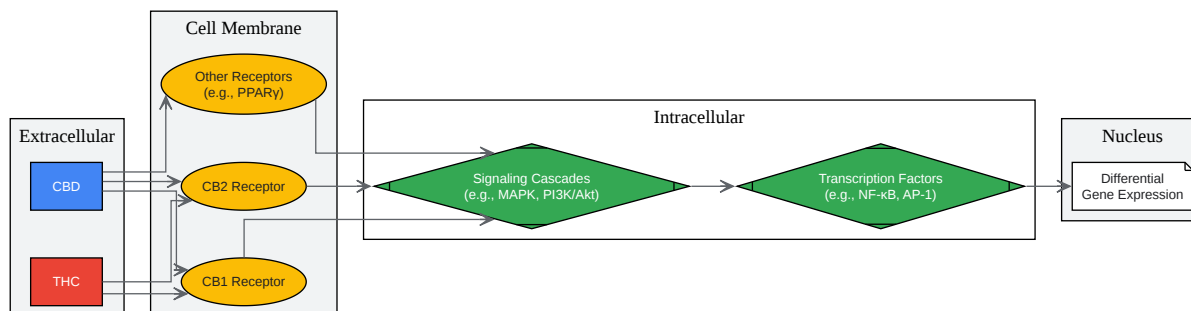 Cell Membrane
Other Receptors
(e.g., PPARγ)
Extracellular
CBD
CB2 Receptor
THC
CB1 Receptor
Intracellular
Signaling Cascades
(e.g., MAPK, PI3K/Akt)
Transcription Factors
(e.g., NF-κB, AP-1)
Nucleus
Differential
Gene Expression